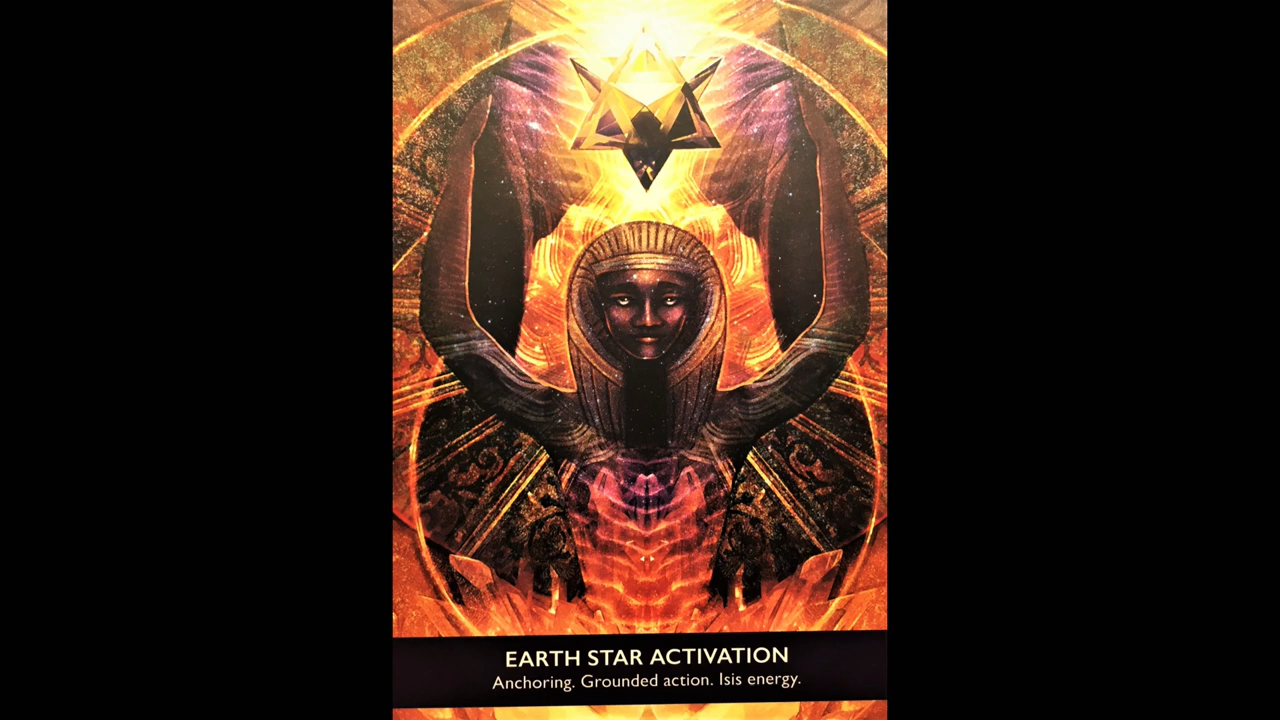 EARTH STAR ACTIVATION
Anchoring. Grounded action. Isis energy.